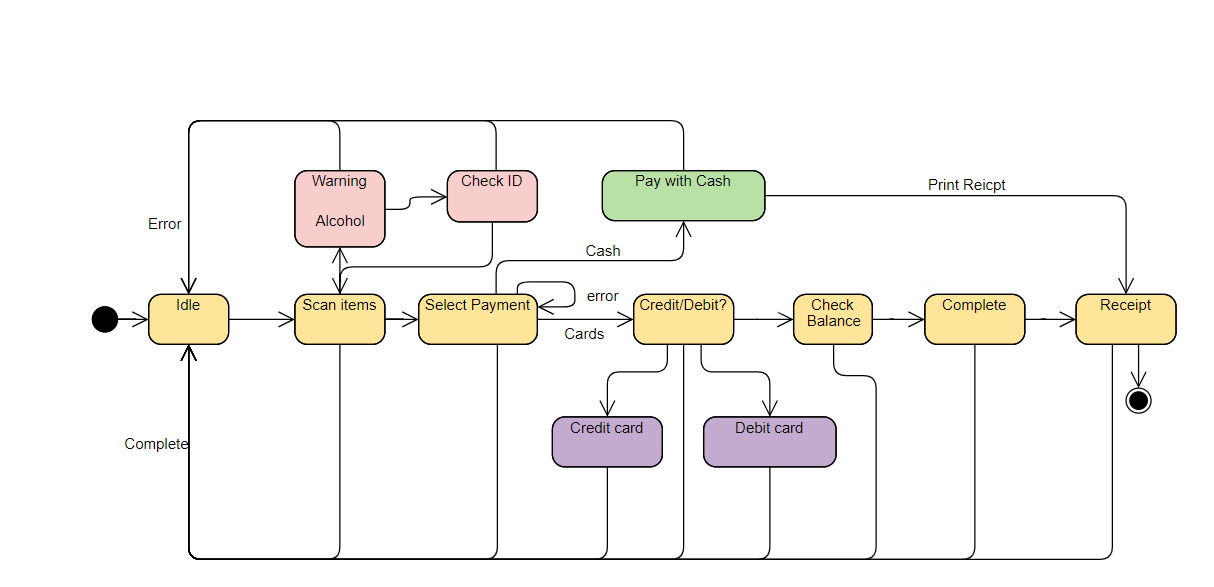 Warning
Alcohol
Check ID
Pay with Cash
Print Reicpt
Error
Cash
Idle
Scan items
Select Payment
error
Cards
Credit/Debit?
Check
Balance
Complete
Receipt
Credit card
Debit card
Complete